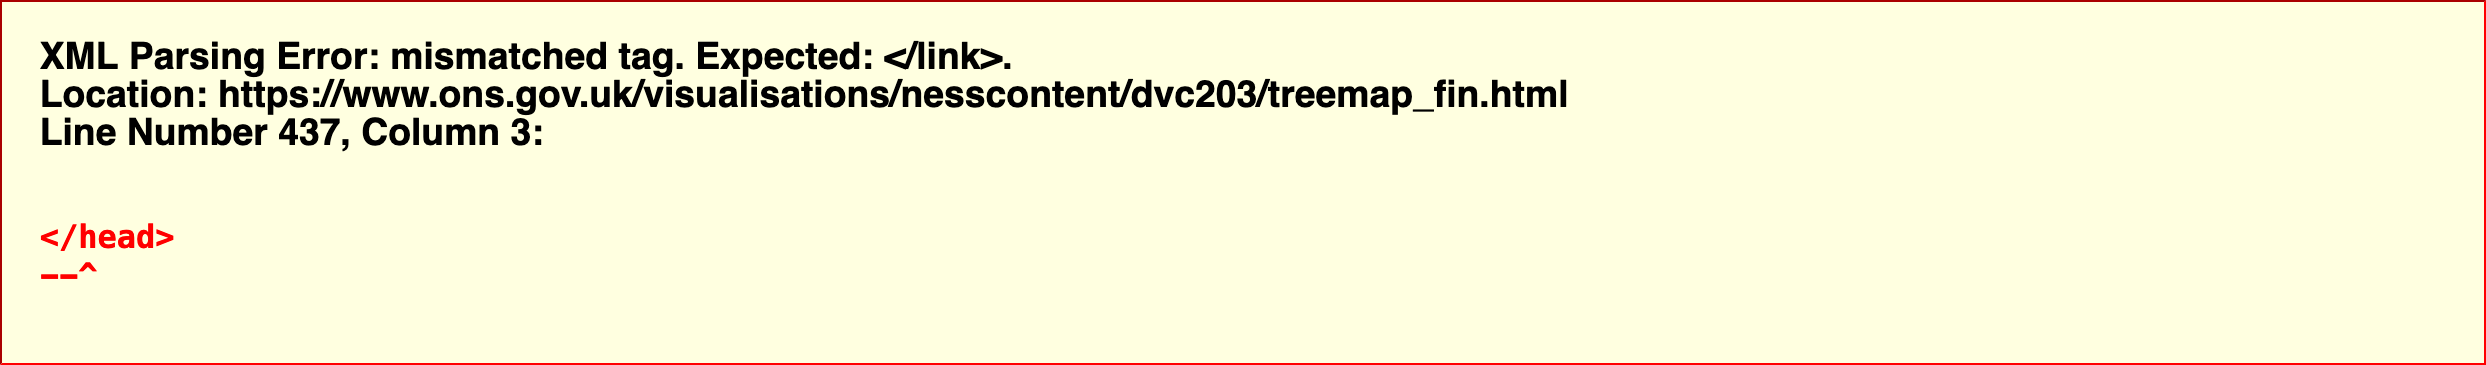 XML Parsing Error: mismatched tag. Expected: </link>.
Location: https://www.ons.gov.uk/visualisations/nesscontent/dvc203/treemap_fin.html
Line Number 437, Column 3:
</head>
--^